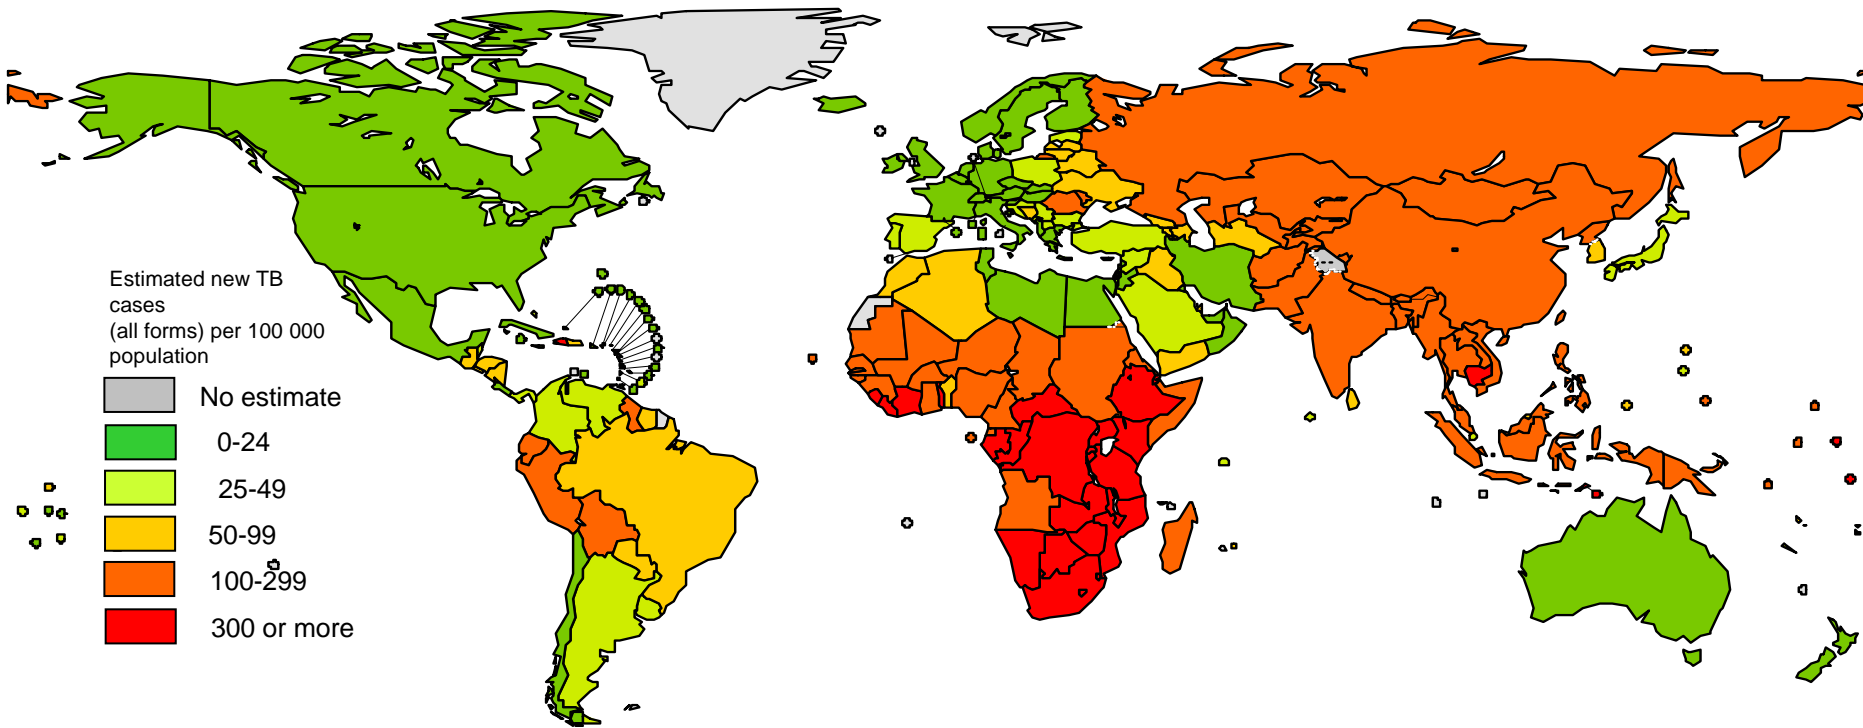 Estimated new TB
cases
(all forms) per 100 000
population
No estimate
0-24
25-49
50-99
100-299
300 or more